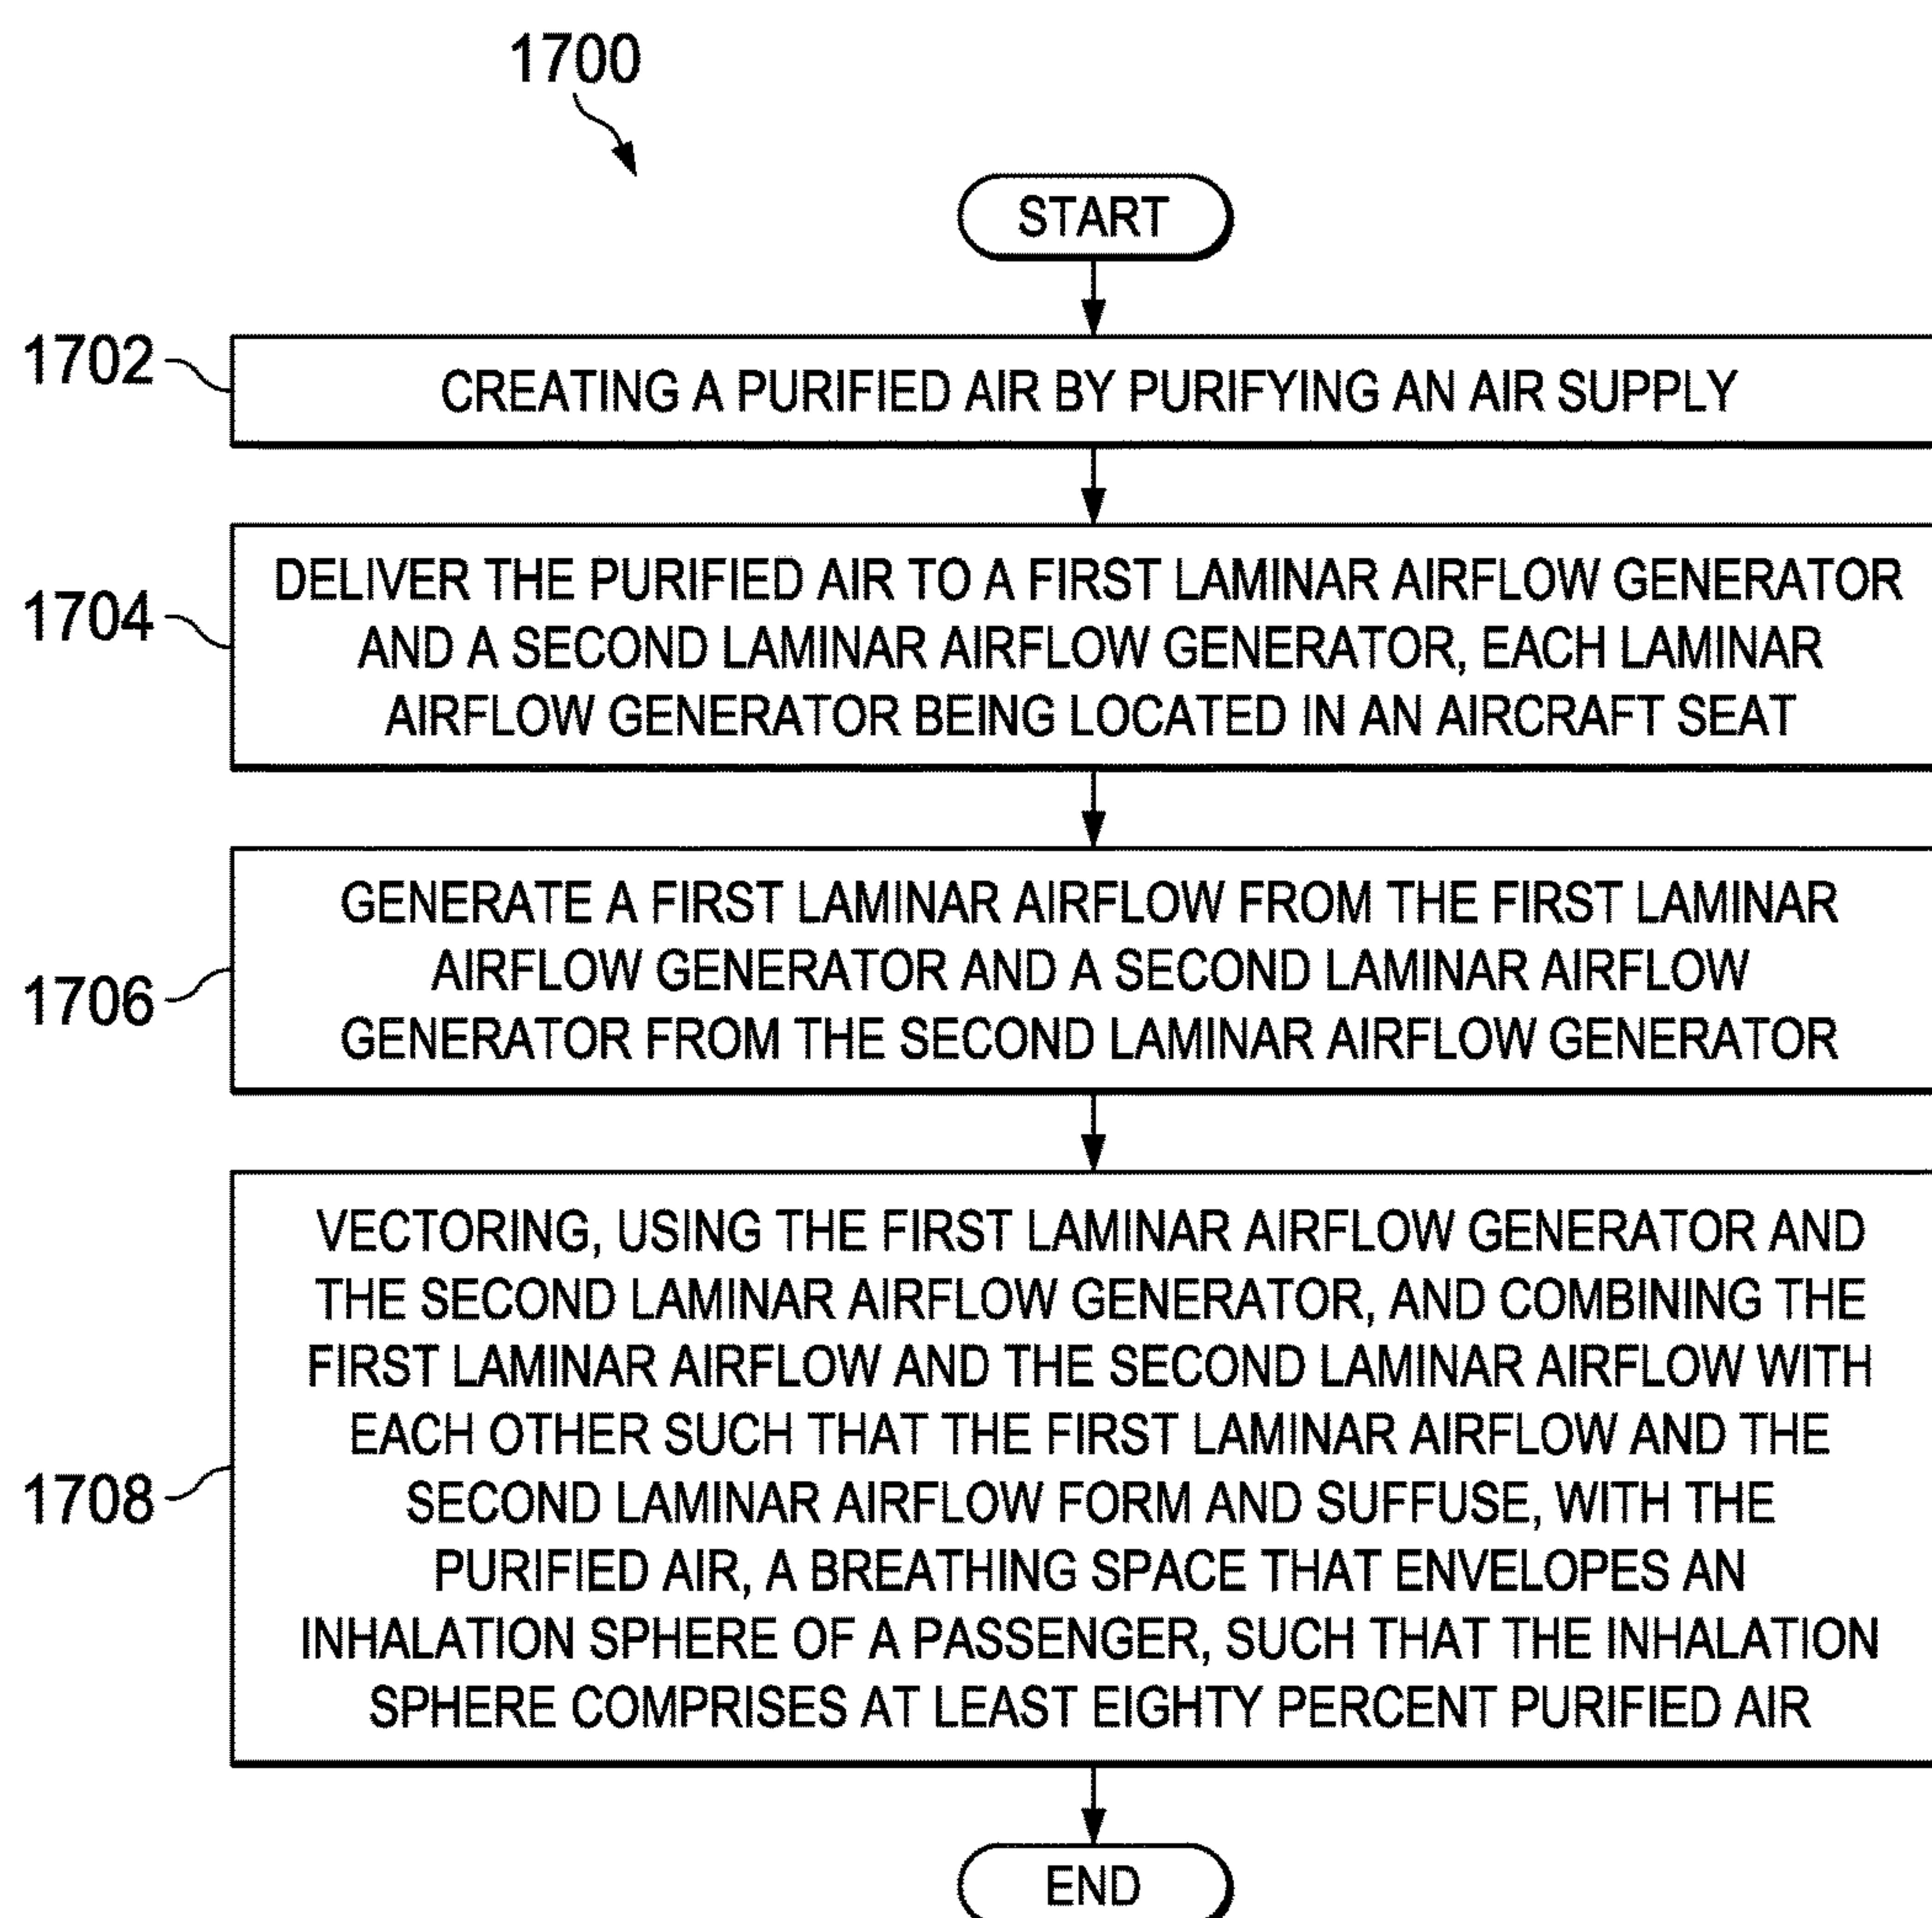 1700
START
1702
CREATING A PURIFIED AIR BY PURIFYING AN AIR SUPPLY
1704
DELIVER THE PURIFIED AIR TO A FIRST LAMINAR AIRFLOW GENERATOR
AND A SECOND LAMINAR AIRFLOW GENERATOR, EACH LAMINAR
AIRFLOW GENERATOR BEING LOCATED IN AN AIRCRAFT SEAT
1706
GENERATE A FIRST LAMINAR AIRFLOW FROM THE FIRST LAMINAR
AIRFLOW GENERATOR AND A SECOND LAMINAR AIRFLOW
GENERATOR FROM THE SECOND LAMINAR AIRFLOW GENERATOR
1708
VECTORING, USING THE FIRST LAMINAR AIRFLOW GENERATOR AND
THE SECOND LAMINAR AIRFLOW GENERATOR, AND COMBINING THE
FIRST LAMINAR AIRFLOW AND THE SECOND LAMINAR AIRFLOW WITH
EACH OTHER SUCH THAT THE FIRST LAMINAR AIRFLOW AND THE
SECOND LAMINAR AIRFLOW FORM AND SUFFUSE, WITH THE
PURIFIED AIR, A BREATHING SPACE THAT ENVELOPES AN
INHALATION SPHERE OF A PASSENGER, SUCH THAT THE INHALATION
SPHERE COMPRISES AT LEAST EIGHTY PERCENT PURIFIED AIR
END